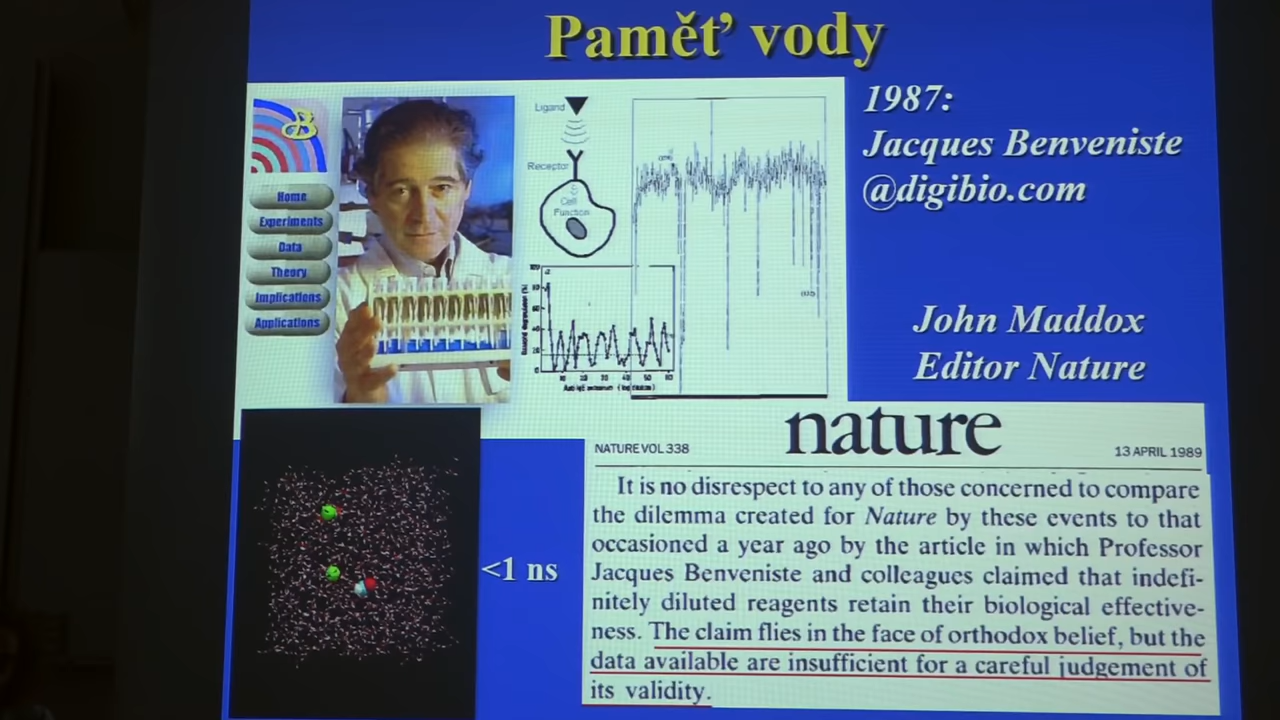 Paměť vody
B
Home
Experiments
Data
Theory
Implications
Applications
Ligand
Receptor
Cell
Function
1987:
Jacques Benveniste
@digibio.com
John Maddox
Editor Nature
<1 ns
nature
NATURE VOL 338
13 APRIL 1989
It is no disrespect to any of those concerned to compare
the dilemma created for Nature by these events to that
occasioned a year ago by the article in which Professor
Jacques Benveniste and colleagues claimed that indefi-
nitely diluted reagents retain their biological effective-
ness. The claim flies in the face of orthodox belief, but the
data available are insufficient for a careful judgement of
its validity.